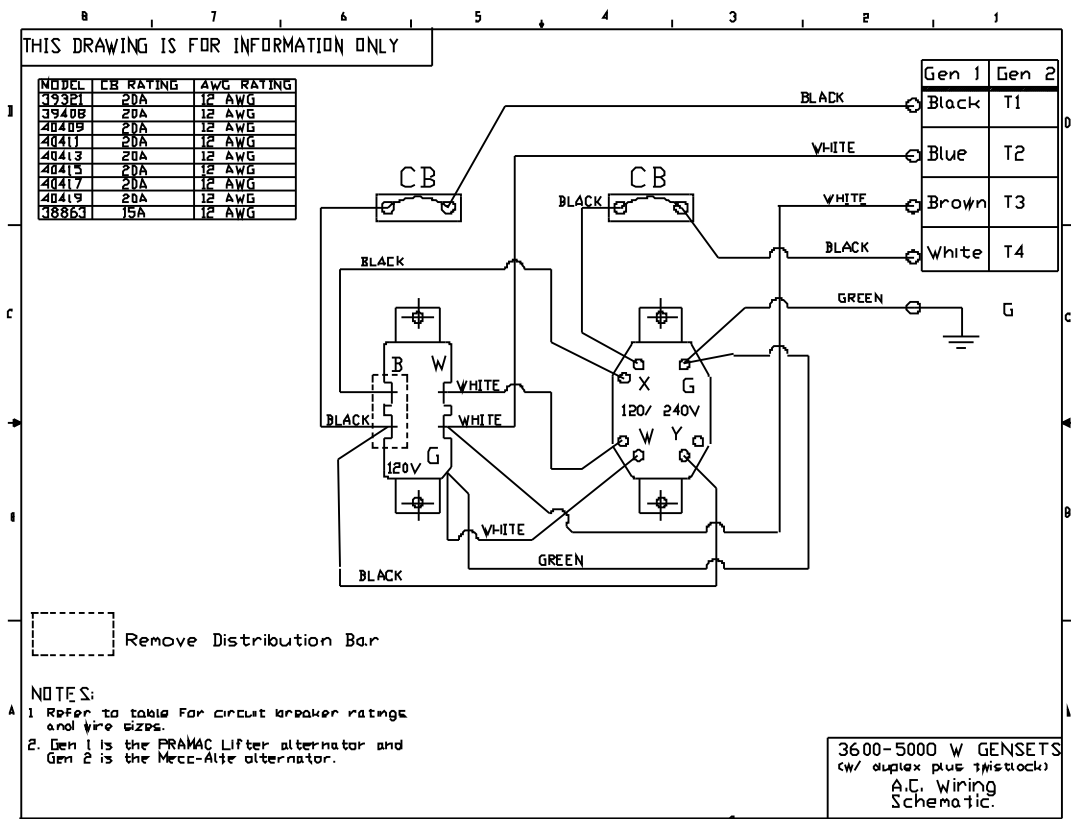 8 7 6 5 4 3 2 1
THIS DRAWING IS FOR INFORMATION ONLY
MODEL CB RATING AWG RATING
39321 20A 12 AWG
39408 20A 12 AWG
40409 20A 12 AWG
40411 20A 12 AWG
40413 20A 12 AWG
40415 20A 12 AWG
40417 20A 12 AWG
40419 20A 12 AWG
38863 15A 12 AWG
Gen 1 Gen 2
Black T1
Blue T2
Brown T3
White T4
G
BLACK
WHITE
WHITE
BLACK
GREEN
CB
CB
BLACK
BLACK
B W
WHITE
BLACK
WHITE
G
120V
X G
120/ 240V
W Y
WHITE
GREEN
BLACK
D
D
C
C
B
B
A
Remove Distribution Bar
NOTES:
1 Refer to table For circuit breaker ratings
and wire sizes.
2. Gen 1 is the PRAMAC Lifter alternator and
Gen 2 is the Mecc-Alte alternator.
3600-5000 W GENSETS
(w/ duplex plus twistlock)
A.C. Wiring
Schematic.